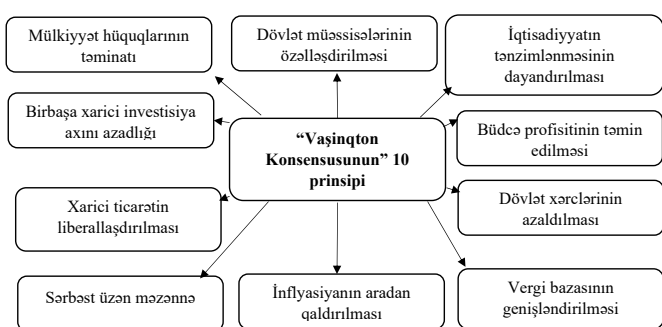 Mülkiyyət hüquqlarının
təminatı
Dövlət müəssisələrinin
özəlləşdirilməsi
İqtisadiyyatın
tənzimlənməsinin
dayandırılması
Birbaşa xarici investisiya
axını azadlığı
“Vaşinqton
Konsensusunun” 10
prinsipi
Büdcə profisitinin təmin
edilməsi
Xarici ticarətin
liberallaşdırılması
Dövlət xərclərinin
azaldılması
Sərbəst üzən məzənnə
İnflyasiyanın aradan
qaldırılması
Vergi bazasının
genişləndirilməsi